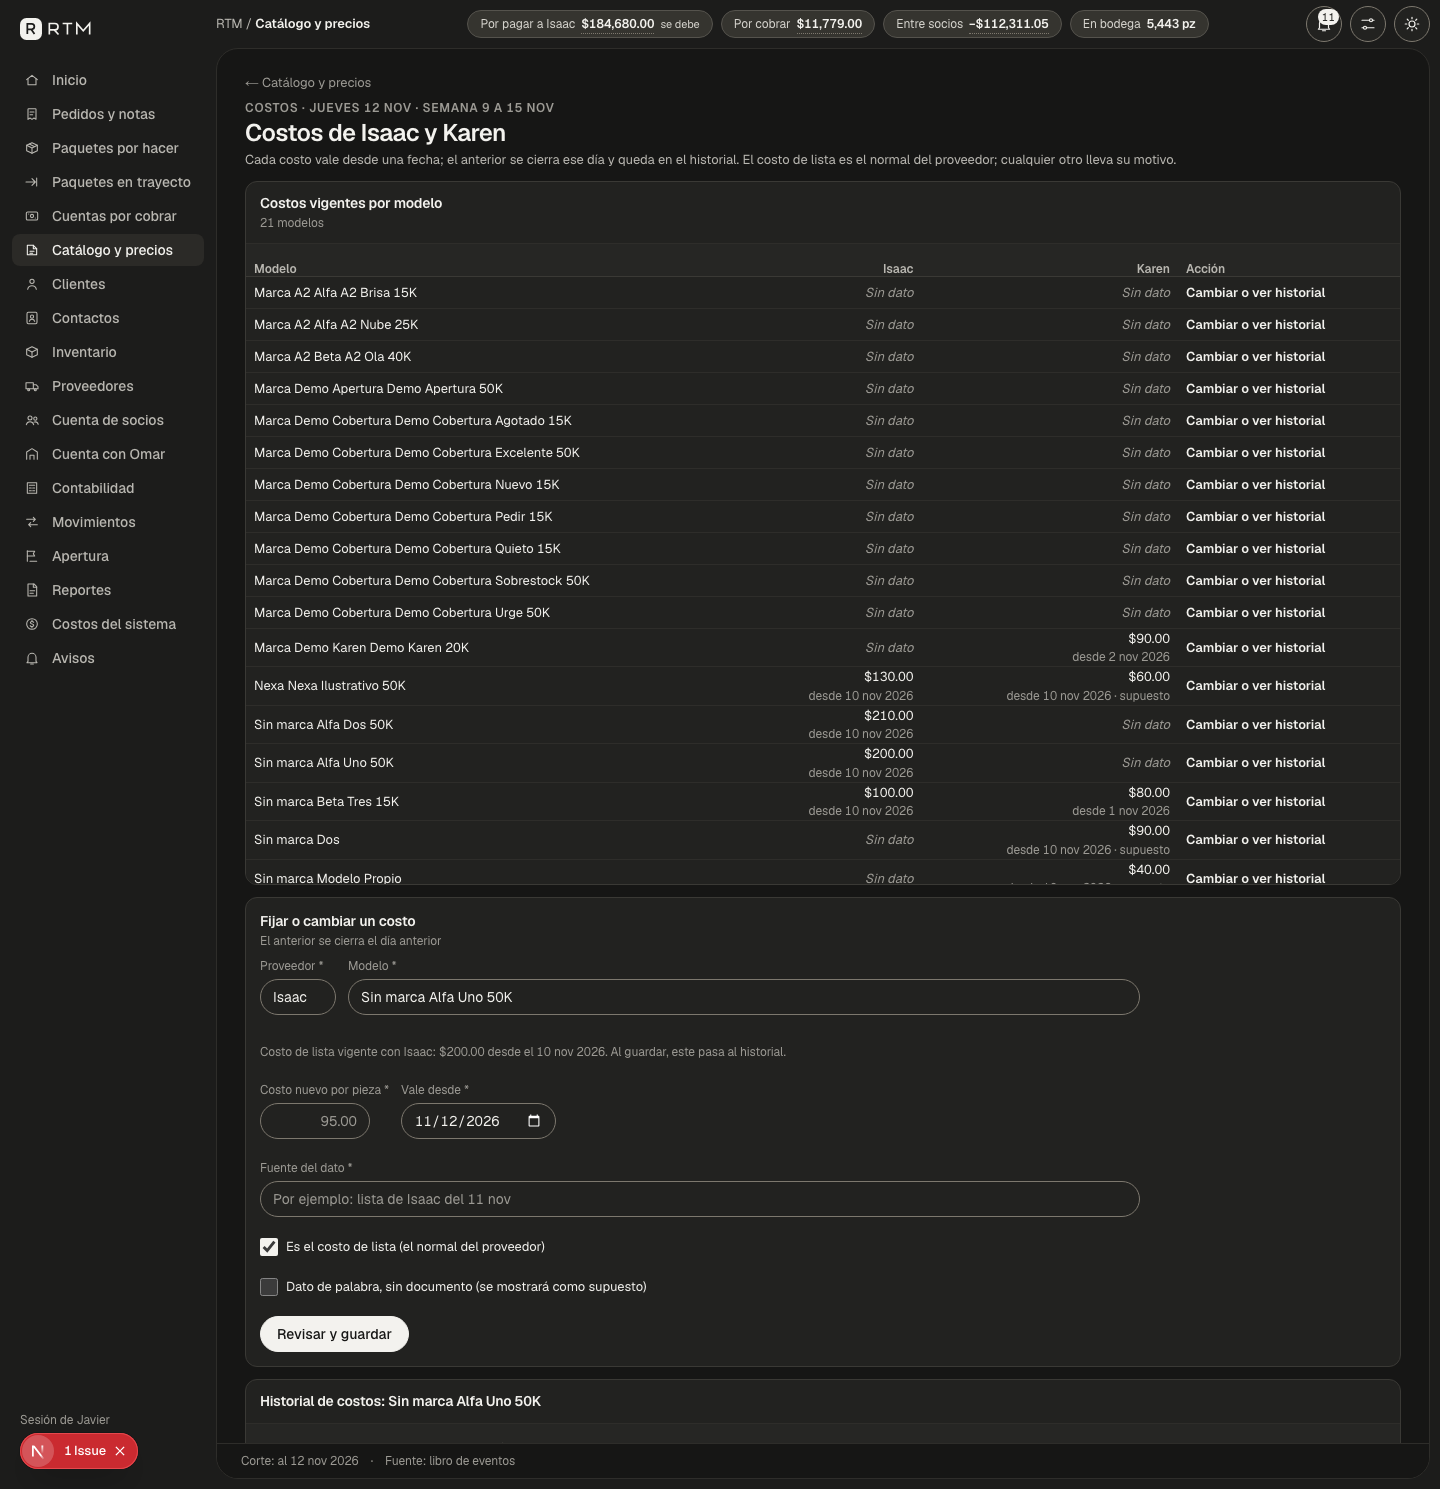 R RTM
RTM / Catálogo y precios
Por pagar a Isaac $184,680.00 se debe
Por cobrar $11,779.00
Entre socios −$112,311.05
En bodega 5,443 pz
11
Inicio
Pedidos y notas
Paquetes por hacer
Paquetes en trayecto
Cuentas por cobrar
Catálogo y precios
Clientes
Contactos
Inventario
Proveedores
Cuenta de socios
Cuenta con Omar
Contabilidad
Movimientos
Apertura
Reportes
Costos del sistema
Avisos
Sesión de Javier
N 1 Issue
← Catálogo y precios
COSTOS · JUEVES 12 NOV · SEMANA 9 A 15 NOV
Costos de Isaac y Karen
Cada costo vale desde una fecha; el anterior se cierra ese día y queda en el historial. El costo de lista es el normal del proveedor; cualquier otro lleva su motivo.
Costos vigentes por modelo
21 modelos
Modelo Isaac Karen Acción
Marca A2 Alfa A2 Brisa 15K Sin dato Sin dato Cambiar o ver historial
Marca A2 Alfa A2 Nube 25K Sin dato Sin dato Cambiar o ver historial
Marca A2 Beta A2 Ola 40K Sin dato Sin dato Cambiar o ver historial
Marca Demo Apertura Demo Apertura 50K Sin dato Sin dato Cambiar o ver historial
Marca Demo Cobertura Demo Cobertura Agotado 15K Sin dato Sin dato Cambiar o ver historial
Marca Demo Cobertura Demo Cobertura Excelente 50K Sin dato Sin dato Cambiar o ver historial
Marca Demo Cobertura Demo Cobertura Nuevo 15K Sin dato Sin dato Cambiar o ver historial
Marca Demo Cobertura Demo Cobertura Pedir 15K Sin dato Sin dato Cambiar o ver historial
Marca Demo Cobertura Demo Cobertura Quieto 15K Sin dato Sin dato Cambiar o ver historial
Marca Demo Cobertura Demo Cobertura Sobrestock 50K Sin dato Sin dato Cambiar o ver historial
Marca Demo Cobertura Demo Cobertura Urge 50K Sin dato Sin dato Cambiar o ver historial
Marca Demo Karen Demo Karen 20K Sin dato $90.00 Cambiar o ver historial
desde 2 nov 2026
Nexa Nexa Ilustrativo 50K $130.00 $60.00 Cambiar o ver historial
desde 10 nov 2026 desde 10 nov 2026 · supuesto
Sin marca Alfa Dos 50K $210.00 Sin dato Cambiar o ver historial
desde 10 nov 2026
Sin marca Alfa Uno 50K $200.00 Sin dato Cambiar o ver historial
desde 10 nov 2026
Sin marca Beta Tres 15K $100.00 $80.00 Cambiar o ver historial
desde 10 nov 2026 desde 1 nov 2026
Sin marca Dos Sin dato $90.00 Cambiar o ver historial
desde 10 nov 2026 · supuesto
Sin marca Modelo Propio Sin dato $40.00 Cambiar o ver historial
Fijar o cambiar un costo
El anterior se cierra el día anterior
Proveedor * Modelo *
Isaac Sin marca Alfa Uno 50K
Costo de lista vigente con Isaac: $200.00 desde el 10 nov 2026. Al guardar, este pasa al historial.
Costo nuevo por pieza * Vale desde *
95.00 11/12/2026
Fuente del dato *
Por ejemplo: lista de Isaac del 11 nov
Es el costo de lista (el normal del proveedor)
Dato de palabra, sin documento (se mostrará como supuesto)
Revisar y guardar
Historial de costos: Sin marca Alfa Uno 50K
Corte: al 12 nov 2026 · Fuente: libro de eventos